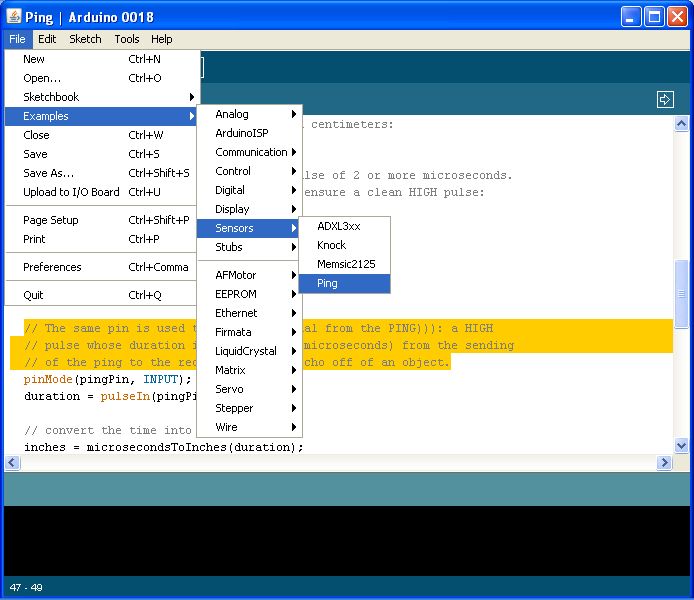 Ping | Arduino 0018
File Edit Sketch Tools Help
New Ctrl+N
Open... Ctrl+O
Sketchbook
Examples
Close Ctrl+W
Save Ctrl+S
Save As... Ctrl+Shift+S
Upload to I/O Board Ctrl+U
Page Setup Ctrl+Shift+P
Print Ctrl+P
Preferences Ctrl+Comma
Quit Ctrl+Q
Analog
ArduinoISP
Communication
Control
Digital
Display
Sensors
Stubs
AFMotor
EEPROM
Ethernet
Firmata
LiquidCrystal
Matrix
Servo
Stepper
Wire
ADXL3xx
Knock
Memsic2125
Ping
centimeters:
lse of 2 or more microseconds.
ensure a clean HIGH pulse:
// The same pin is used t al from the PING))): a HIGH
// pulse whose duration i microseconds) from the sending
// of the ping to the rec cho off of an object.
pinMode(pingPin, INPUT);
duration = pulseIn(pingPi
// convert the time into
inches = microsecondsToInches(duration);
47 - 49